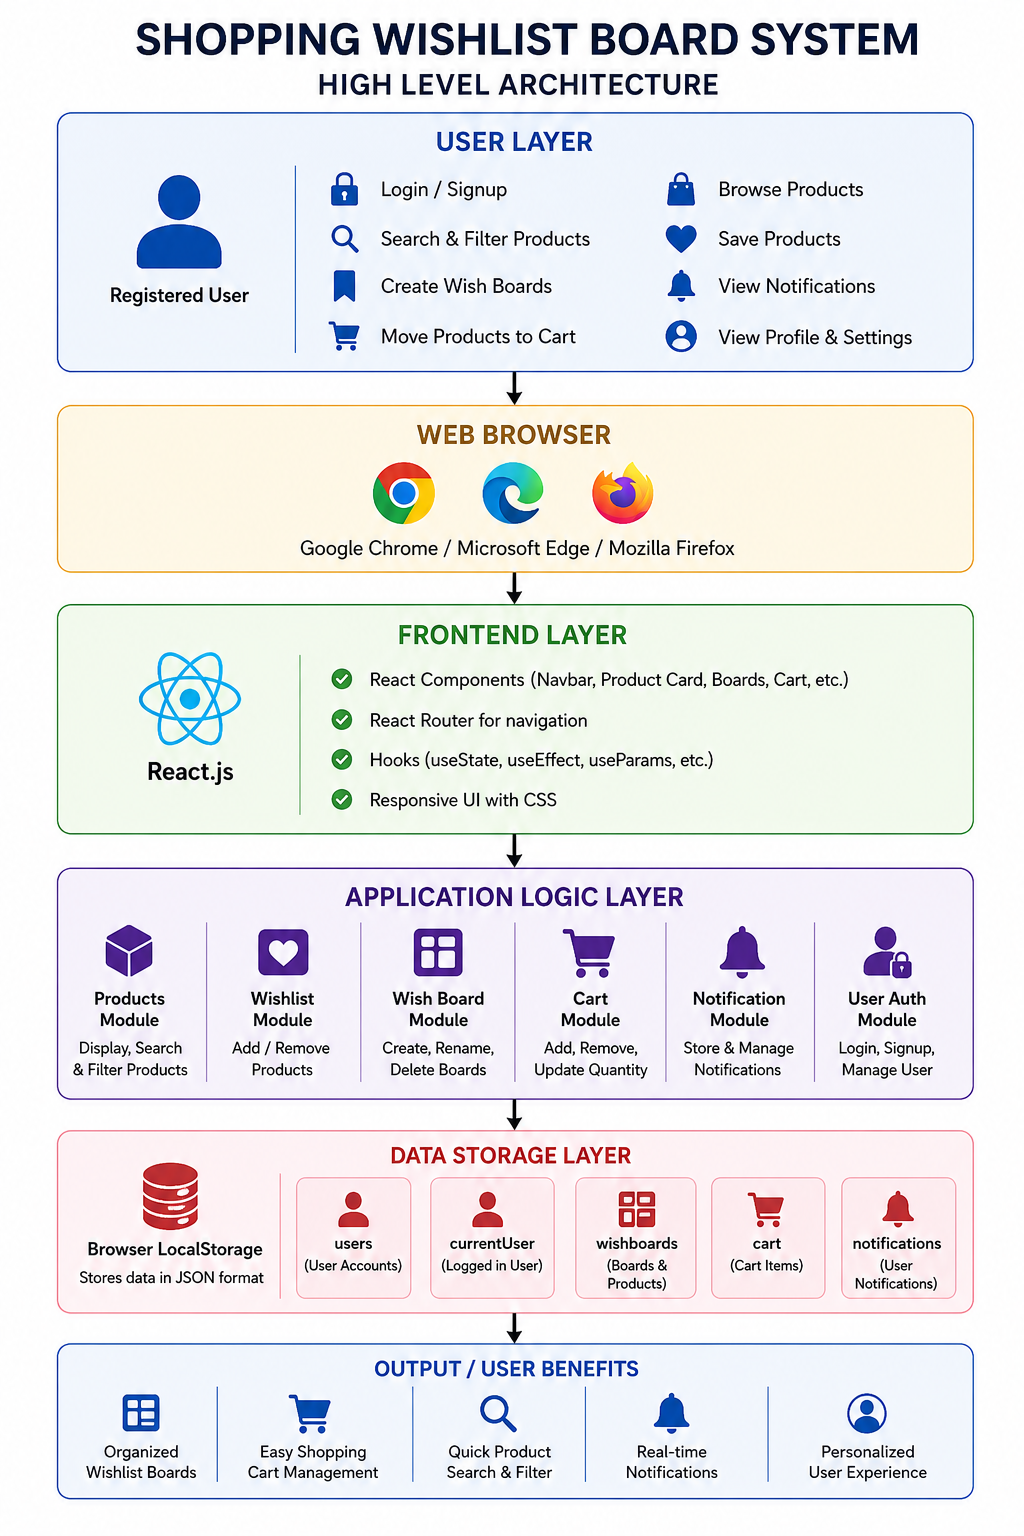 SHOPPING WISHLIST BOARD SYSTEM
HIGH LEVEL ARCHITECTURE
USER LAYER
Registered User
Login / Signup
Browse Products
Search & Filter Products
Save Products
Create Wish Boards
View Notifications
Move Products to Cart
View Profile & Settings
WEB BROWSER
Google Chrome / Microsoft Edge / Mozilla Firefox
FRONTEND LAYER
React.js
React Components (Navbar, Product Card, Boards, Cart, etc.)
React Router for navigation
Hooks (useState, useEffect, useParams, etc.)
Responsive UI with CSS
APPLICATION LOGIC LAYER
Products
Module
Display, Search
& Filter Products
Wishlist
Module
Add / Remove
Products
Wish Board
Module
Create, Rename,
Delete Boards
Cart
Module
Add, Remove,
Update Quantity
Notification
Module
Store & Manage
Notifications
User Auth
Module
Login, Signup,
Manage User
DATA STORAGE LAYER
Browser LocalStorage
Stores data in JSON format
users
(User Accounts)
currentUser
(Logged in User)
wishboards
(Boards &
Products)
cart
(Cart Items)
notifications
(User
Notifications)
OUTPUT / USER BENEFITS
Organized
Wishlist Boards
Easy Shopping
Cart Management
Quick Product
Search & Filter
Real-time
Notifications
Personalized
User Experience